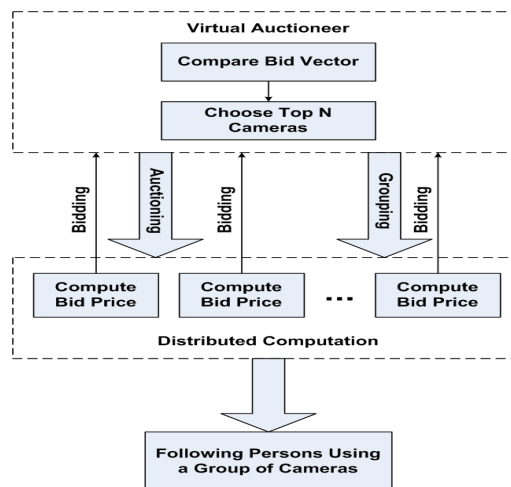 Virtual Auctioneer
Compare Bid Vector
Choose Top N
Cameras
Bidding
Auctioning
Bidding
Grouping
Bidding
Compute
Bid Price
Compute
Bid Price
...
Compute
Bid Price
Distributed Computation
Following Persons Using
a Group of Cameras